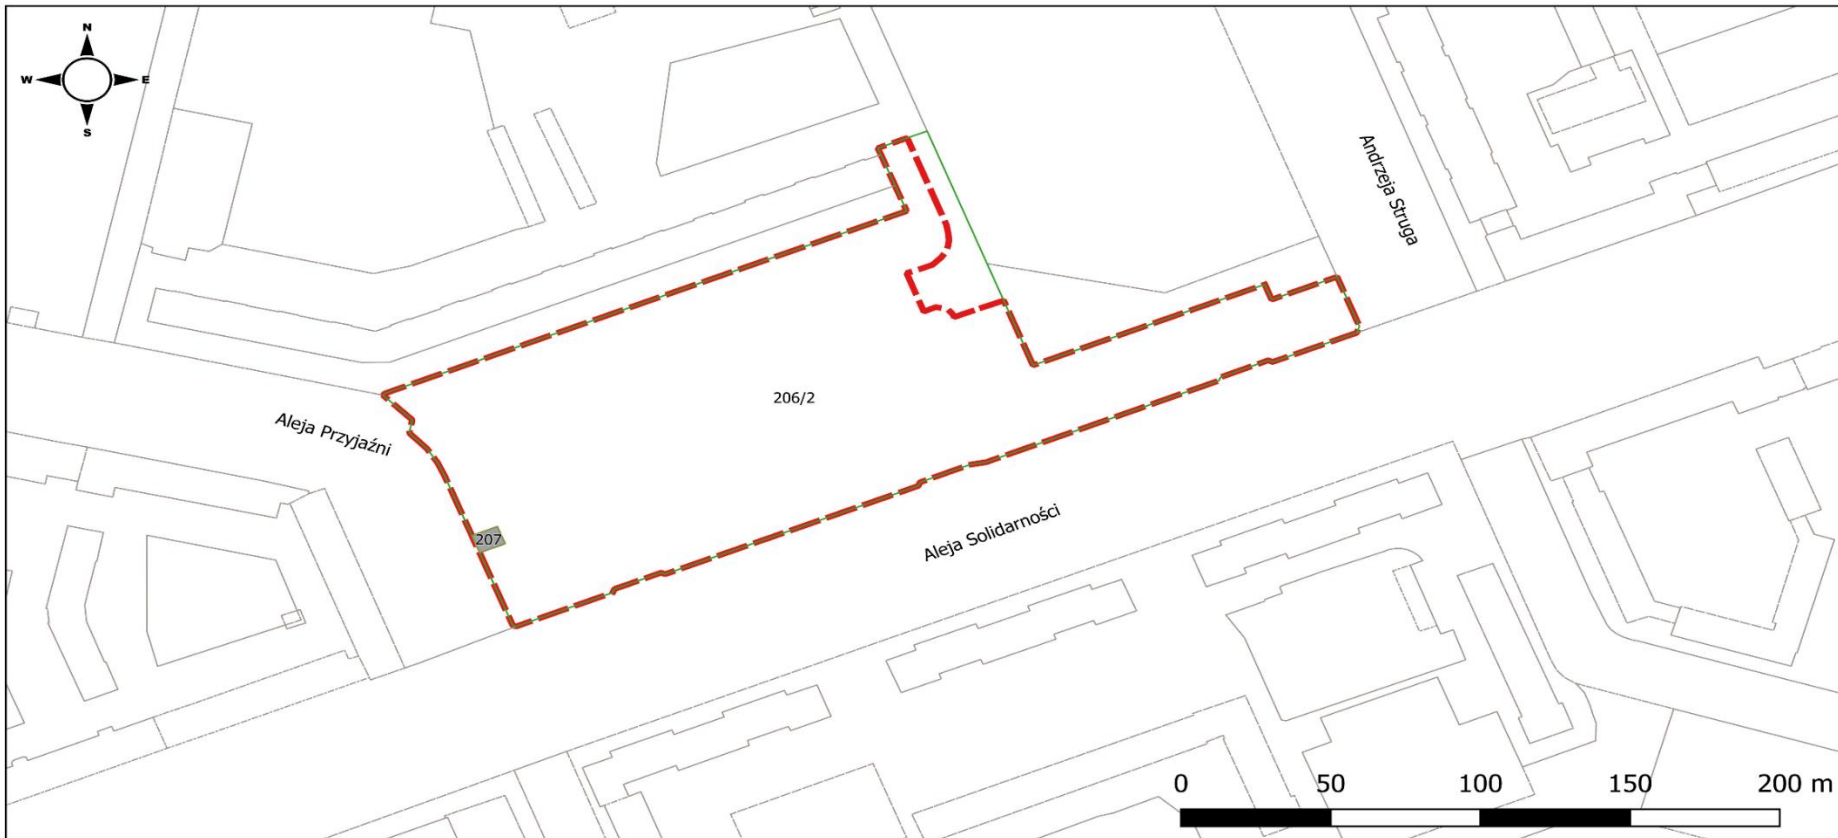 N
W E
S
Andrzeja Struga
206/2
Aleja Przyjaźni
207
Aleja Solidarności
0 50 100 150 200 m